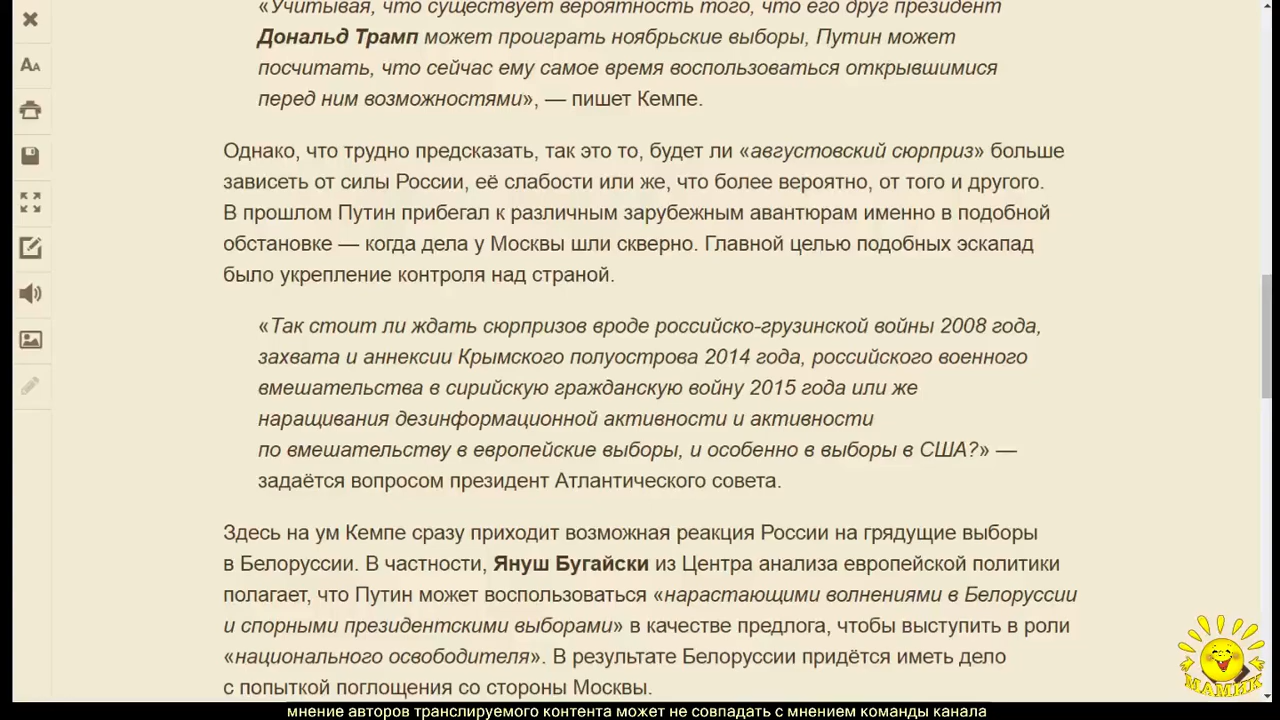 «Учитывая, что существует вероятность того, что его друг президент
Дональд Трамп может проиграть ноябрьские выборы, Путин может
посчитать, что сейчас ему самое время воспользоваться открывшимися
перед ним возможностями», — пишет Кемпе.
Однако, что трудно предсказать, так это то, будет ли «августовский сюрприз» больше
зависеть от силы России, её слабости или же, что более вероятно, от того и другого.
В прошлом Путин прибегал к различным зарубежным авантюрам именно в подобной
обстановке — когда дела у Москвы шли скверно. Главной целью подобных эскапад
было укрепление контроля над страной.
«Так стоит ли ждать сюрпризов вроде российско-грузинской войны 2008 года,
захвата и аннексии Крымского полуострова 2014 года, российского военного
вмешательства в сирийскую гражданскую войну 2015 года или же
наращивания дезинформационной активности и активности
по вмешательству в европейские выборы, и особенно в выборы в США?» —
задаётся вопросом президент Атлантического совета.
Здесь на ум Кемпе сразу приходит возможная реакция России на грядущие выборы
в Белоруссии. В частности, Януш Бугайски из Центра анализа европейской политики
полагает, что Путин может воспользоваться «нарастающими волнениями в Белоруссии
и спорными президентскими выборами» в качестве предлога, чтобы выступить в роли
«национального освободителя». В результате Белоруссии придётся иметь дело
с попыткой поглощения со стороны Москвы.
МАМИК
мнение авторов транслируемого контента может не совпадать с мнением команды канала